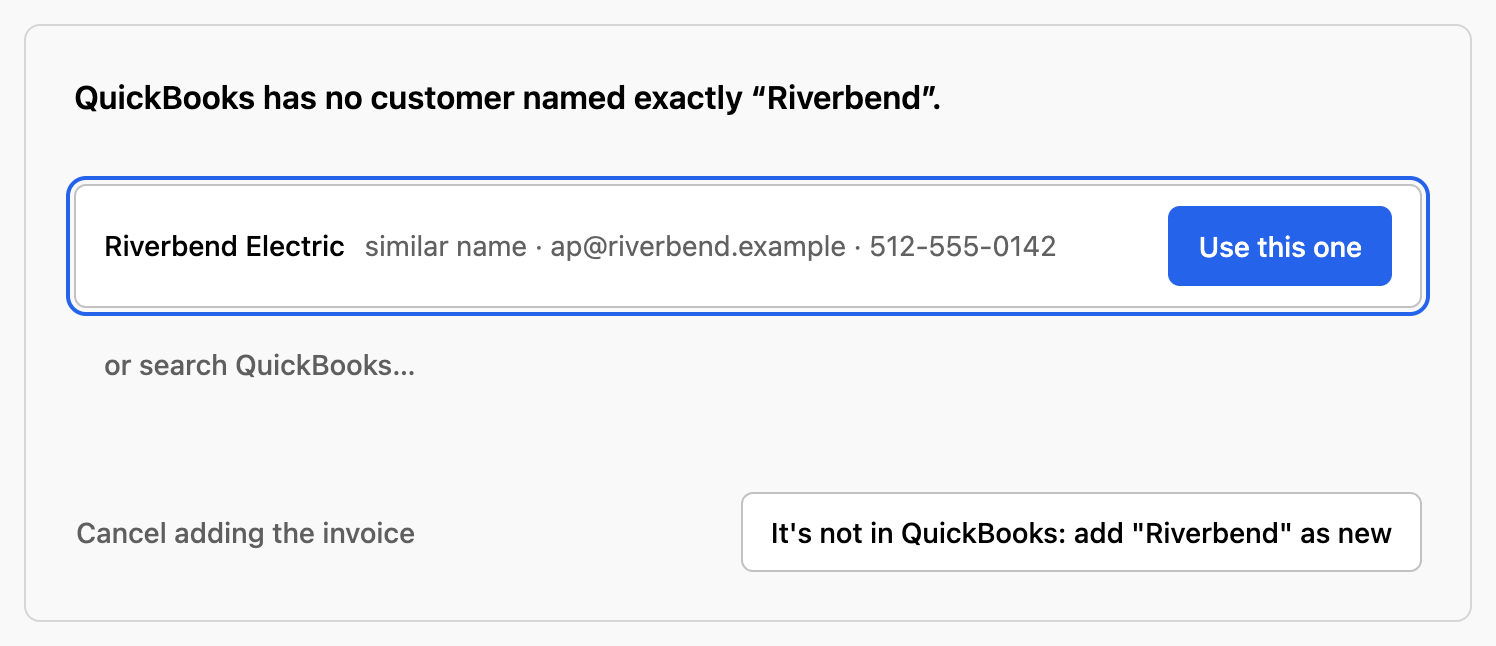 QuickBooks has no customer named exactly “Riverbend”.
Riverbend Electric similar name · ap@riverbend.example · 512-555-0142 Use this one
or search QuickBooks...
Cancel adding the invoice It's not in QuickBooks: add "Riverbend" as new